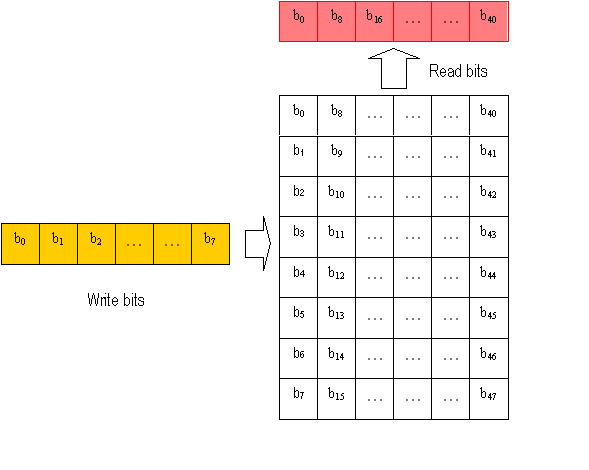 b₀ b₈ b₁₆ ... ... b₄₀
Read bits
b₀ b₈ ... ... ... b₄₀
b₁ b₉ ... ... ... b₄₁
b₂ b₁₀ ... ... ... b₄₂
b₀ b₁ b₂ ... ... b₇
b₃ b₁₁ ... ... ... b₄₃
b₄ b₁₂ ... ... ... b₄₄
Write bits
b₅ b₁₃ ... ... ... b₄₅
b₆ b₁₄ ... ... ... b₄₆
b₇ b₁₅ ... ... ... b₄₇